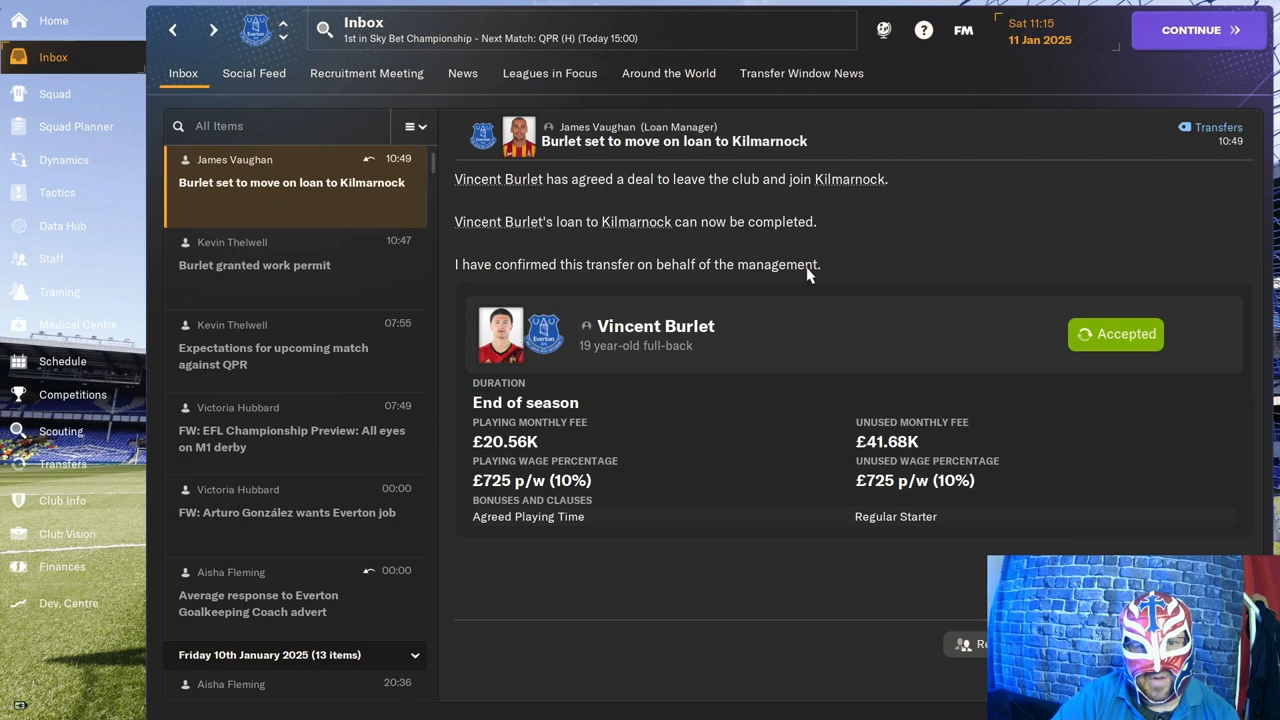 Home
Inbox
Squad
Squad Planner
Dynamics
Tactics
Data Hub
Staff
Training
Medical Centre
Schedule
Competitions
Scouting
Transfers
Club Info
Club Vision
Finances
Dev. Centre
Inbox
1st in Sky Bet Championship - Next Match: QPR (H) (Today 15:00)
?
FM
Sat 11:15
11 Jan 2025
CONTINUE
Inbox
Social Feed
Recruitment Meeting
News
Leagues in Focus
Around the World
Transfer Window News
All Items
James Vaughan 10:49
Burlet set to move on loan to Kilmarnock
Kevin Thelwell 10:47
Burlet granted work permit
Kevin Thelwell 07:55
Expectations for upcoming match
against QPR
Victoria Hubbard 07:49
FW: EFL Championship Preview: All eyes
on M1 derby
Victoria Hubbard 00:00
FW: Arturo González wants Everton job
Aisha Fleming 00:00
Average response to Everton
Goalkeeping Coach advert
Friday 10th January 2025 (13 items)
Aisha Fleming 20:36
James Vaughan (Loan Manager)
Burlet set to move on loan to Kilmarnock
Transfers
10:49
Vincent Burlet has agreed a deal to leave the club and join Kilmarnock.
Vincent Burlet's loan to Kilmarnock can now be completed.
I have confirmed this transfer on behalf of the management.
Everton
Vincent Burlet
19 year-old full-back
Accepted
DURATION
End of season
PLAYING MONTHLY FEE UNUSED MONTHLY FEE
£20.56K £41.68K
PLAYING WAGE PERCENTAGE UNUSED WAGE PERCENTAGE
£725 p/w (10%) £725 p/w (10%)
BONUSES AND CLAUSES
Agreed Playing Time Regular Starter